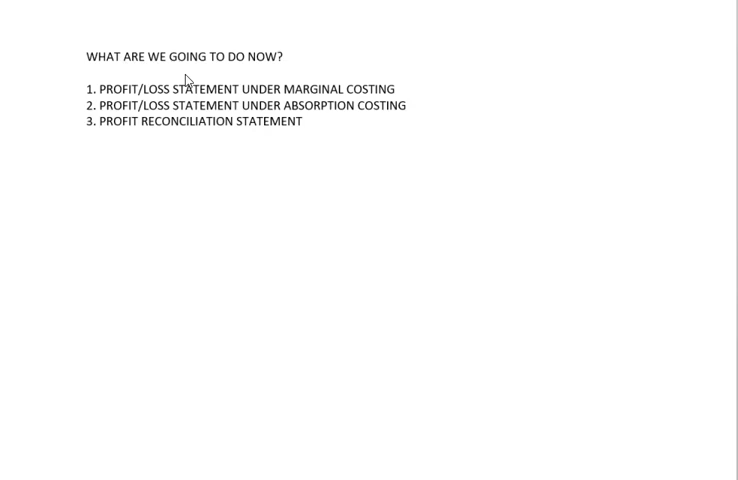 WHAT ARE WE GOING TO DO NOW?
1. PROFIT/LOSS STATEMENT UNDER MARGINAL COSTING
2. PROFIT/LOSS STATEMENT UNDER ABSORPTION COSTING
3. PROFIT RECONCILIATION STATEMENT